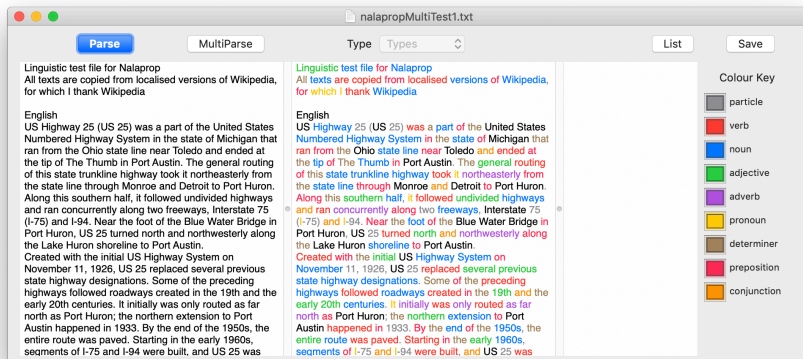 nalapropMultiTest1.txt
Parse
MultiParse
Type
Types
List
Save
Linguistic test file for Nalaprop
All texts are copied from localised versions of Wikipedia,
for which I thank Wikipedia
English
US Highway 25 (US 25) was a part of the United States
Numbered Highway System in the state of Michigan that
ran from the Ohio state line near Toledo and ended at
the tip of The Thumb in Port Austin. The general routing
of this state trunkline highway took it northeasterly from
the state line through Monroe and Detroit to Port Huron.
Along this southern half, it followed undivided highways
and ran concurrently along two freeways, Interstate 75
(I-75) and I-94. Near the foot of the Blue Water Bridge in
Port Huron, US 25 turned north and northwesterly along
the Lake Huron shoreline to Port Austin.
Created with the initial US Highway System on
November 11, 1926, US 25 replaced several previous
state highway designations. Some of the preceding
highways followed roadways created in the 19th and the
early 20th centuries. It initially was only routed as far
north as Port Huron; the northern extension to Port
Austin happened in 1933. By the end of the 1950s, the
entire route was paved. Starting in the early 1960s,
segments of I-75 and I-94 were built, and US 25 was
Linguistic test file for Nalaprop
All texts are copied from localised versions of Wikipedia,
for which I thank Wikipedia
English
US Highway 25 (US 25) was a part of the United States
Numbered Highway System in the state of Michigan that
ran from the Ohio state line near Toledo and ended at
the tip of The Thumb in Port Austin. The general routing
of this state trunkline highway took it northeasterly from
the state line through Monroe and Detroit to Port Huron.
Along this southern half, it followed undivided highways
and ran concurrently along two freeways, Interstate 75
(I-75) and I-94. Near the foot of the Blue Water Bridge in
Port Huron, US 25 turned north and northwesterly along
the Lake Huron shoreline to Port Austin.
Created with the initial US Highway System on
November 11, 1926, US 25 replaced several previous
state highway designations. Some of the preceding
highways followed roadways created in the 19th and the
early 20th centuries. It initially was only routed as far
north as Port Huron; the northern extension to Port
Austin happened in 1933. By the end of the 1950s, the
entire route was paved. Starting in the early 1960s,
segments of I-75 and I-94 were built, and US 25 was
Colour Key
particle
verb
noun
adjective
adverb
pronoun
determiner
preposition
conjunction